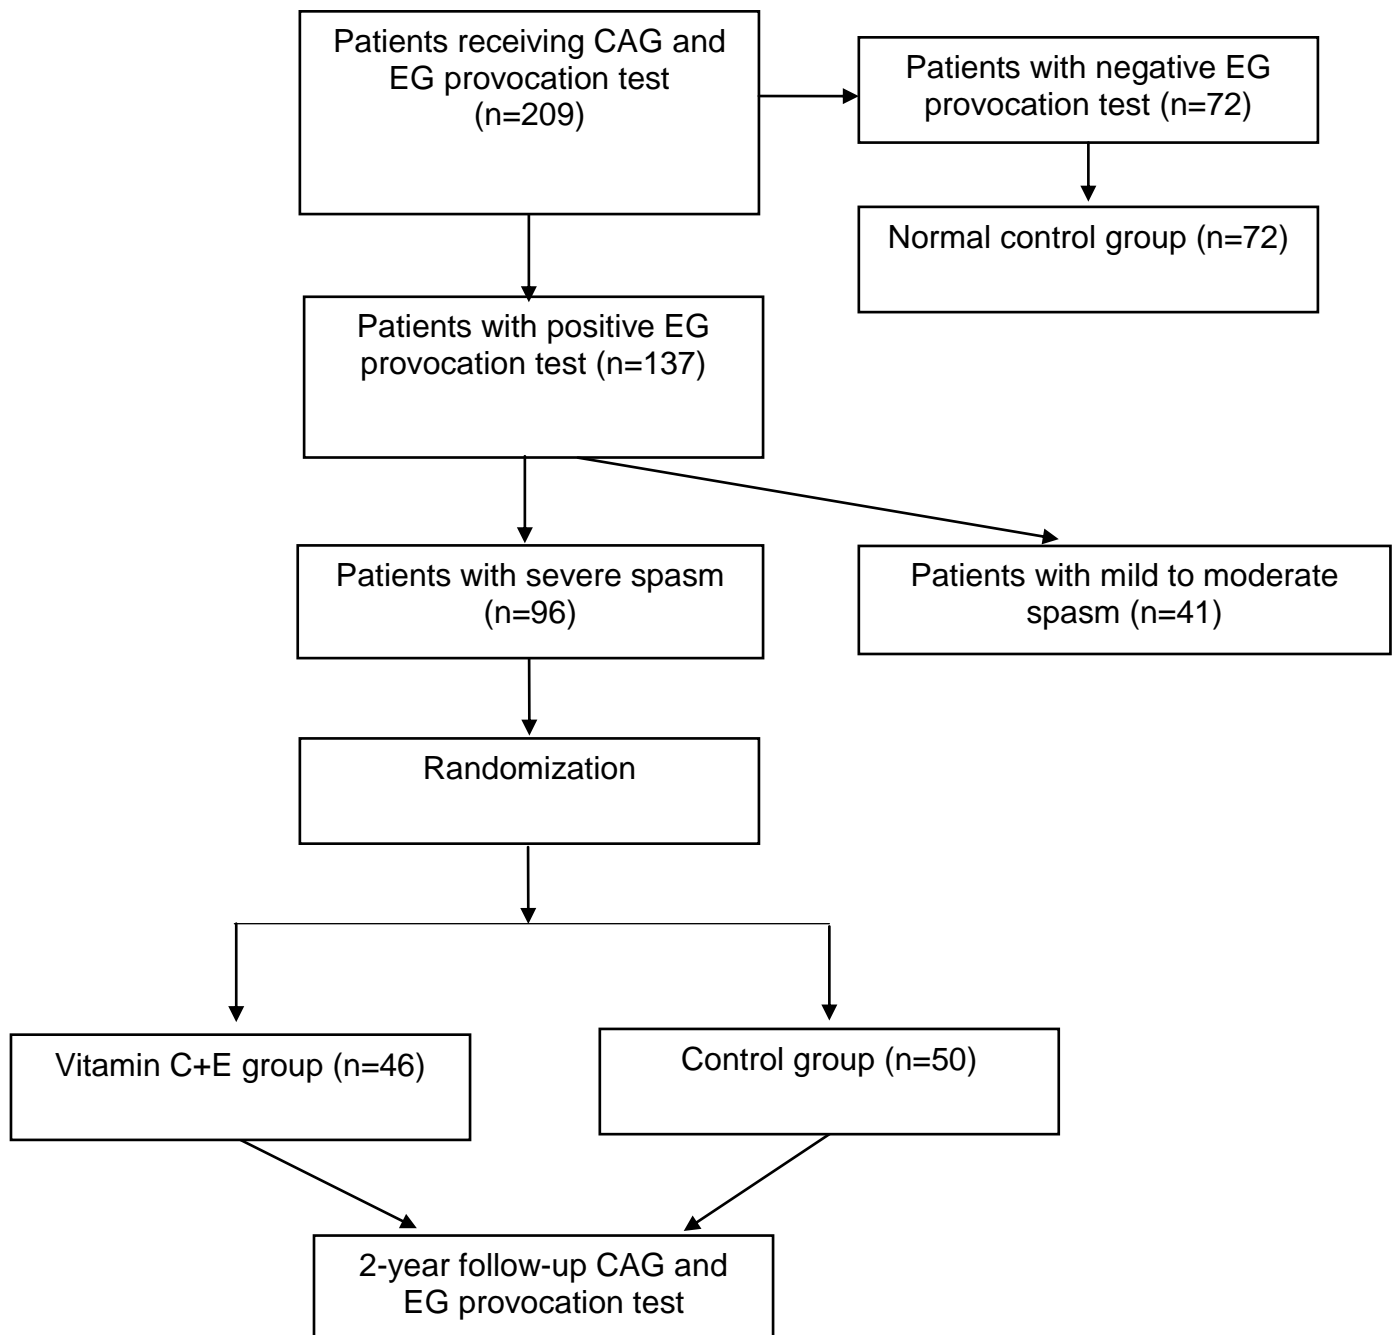 Patients receiving CAG and
EG provocation test
(n=209)
Patients with negative EG
provocation test (n=72)
Normal control group (n=72)
Patients with positive EG
provocation test (n=137)
Patients with severe spasm
(n=96)
Patients with mild to moderate
spasm (n=41)
Randomization
Vitamin C+E group (n=46)
Control group (n=50)
2-year follow-up CAG and
EG provocation test